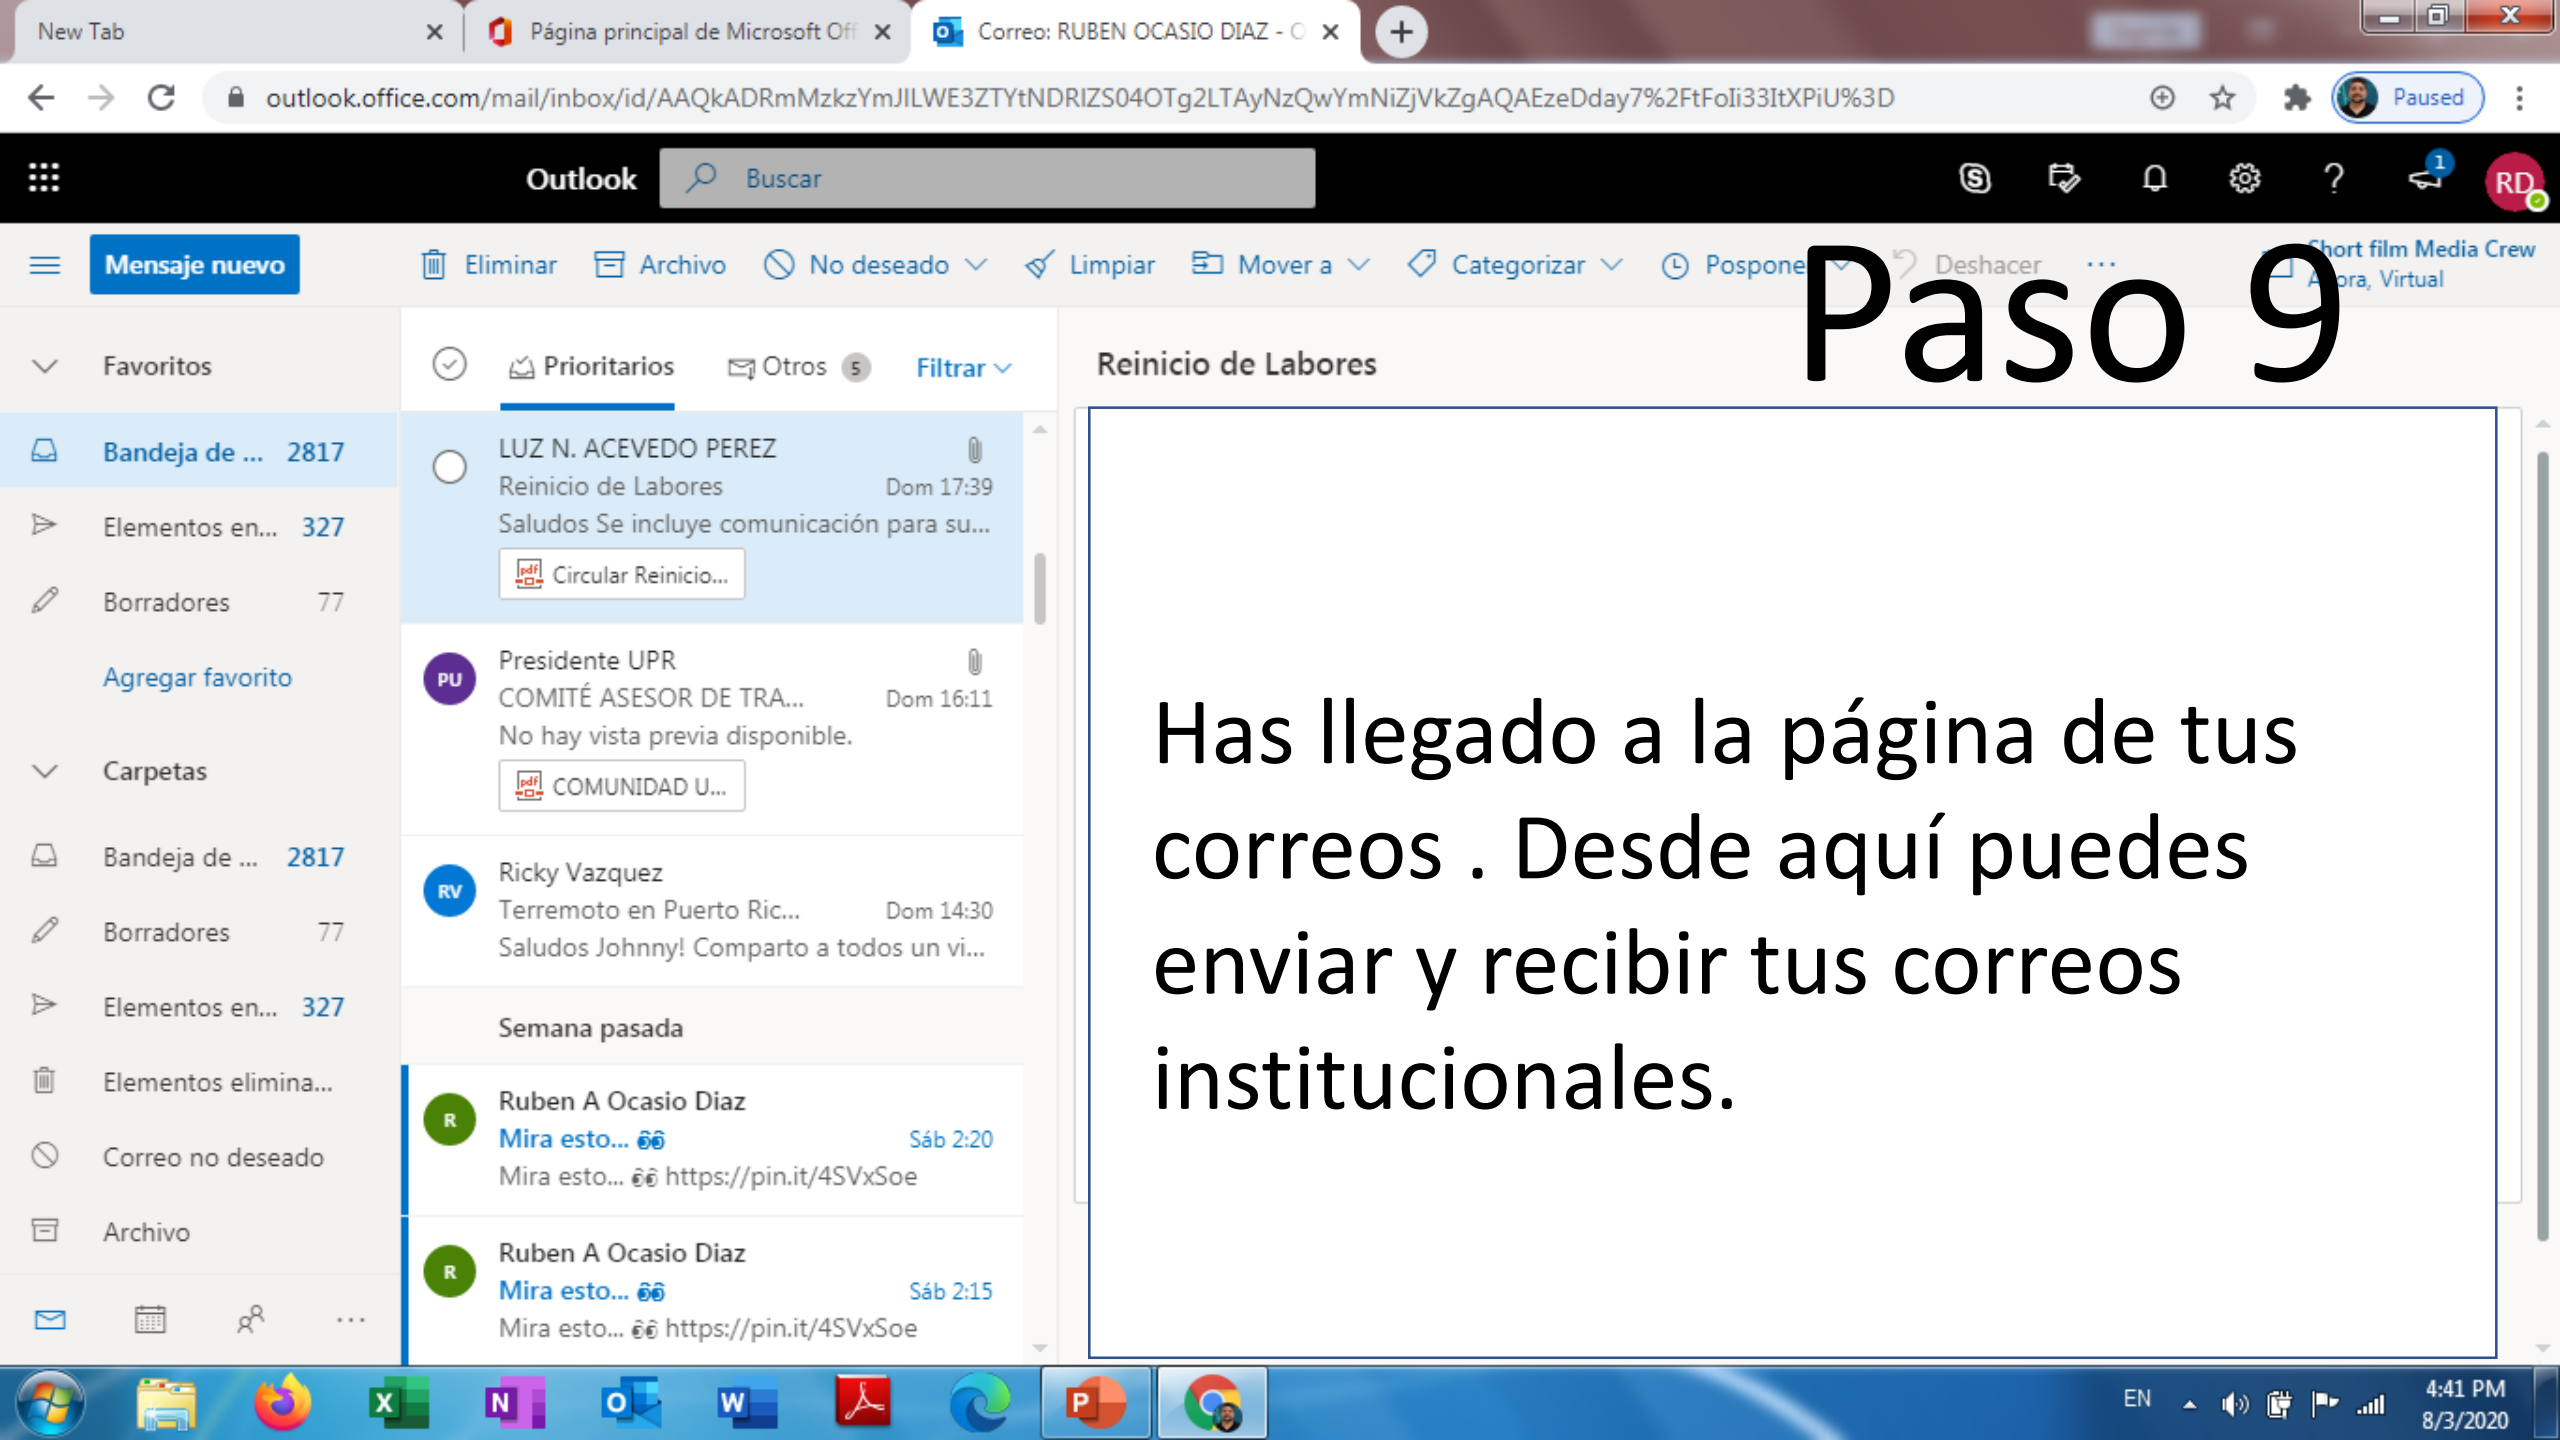 New Tab
Página principal de Microsoft Off
Correo: RUBEN OCASIO DIAZ - O
outlook.office.com/mail/inbox/id/AAQkADRmMzkzYmJlLWE3ZTYtNDRlZS04OTg2LTAyNzQwYmNiZjVkZgAQAEzeDday7%2FtFoIi33ItXPiU%3D
Paused
Outlook
Buscar
1
RD
Mensaje nuevo
Eliminar
Archivo
No deseado
Limpiar
Mover a
Categorizar
Deshacer
Short film Media Crew
Virtual
Paso 9
Favoritos
Bandeja de ... 2817
Elementos en... 327
Borradores 77
Agregar favorito
Carpetas
Bandeja de ... 2817
Borradores 77
Elementos en... 327
Elementos elimina...
Correo no deseado
Archivo
Prioritarios
Otros 5
Filtrar
LUZ N. ACEVEDO PEREZ
Reinicio de Labores Dom 17:39
Saludos Se incluye comunicación para su...
pdf Circular Reinicio...
PU
Presidente UPR
COMITÉ ASESOR DE TRA... Dom 16:11
No hay vista previa disponible.
pdf COMUNIDAD U...
RV
Ricky Vazquez
Terremoto en Puerto Ric... Dom 14:30
Saludos Johnny! Comparto a todos un vi...
Semana pasada
R
Ruben A Ocasio Diaz
Mira esto... 👀 Sáb 2:20
Mira esto... 👀 https://pin.it/4SVxSoe
R
Ruben A Ocasio Diaz
Mira esto... 👀 Sáb 2:15
Mira esto... 👀 https://pin.it/4SVxSoe
Reinicio de Labores
Has llegado a la página de tus
correos . Desde aquí puedes
enviar y recibir tus correos
institucionales.
EN
4:41 PM
8/3/2020